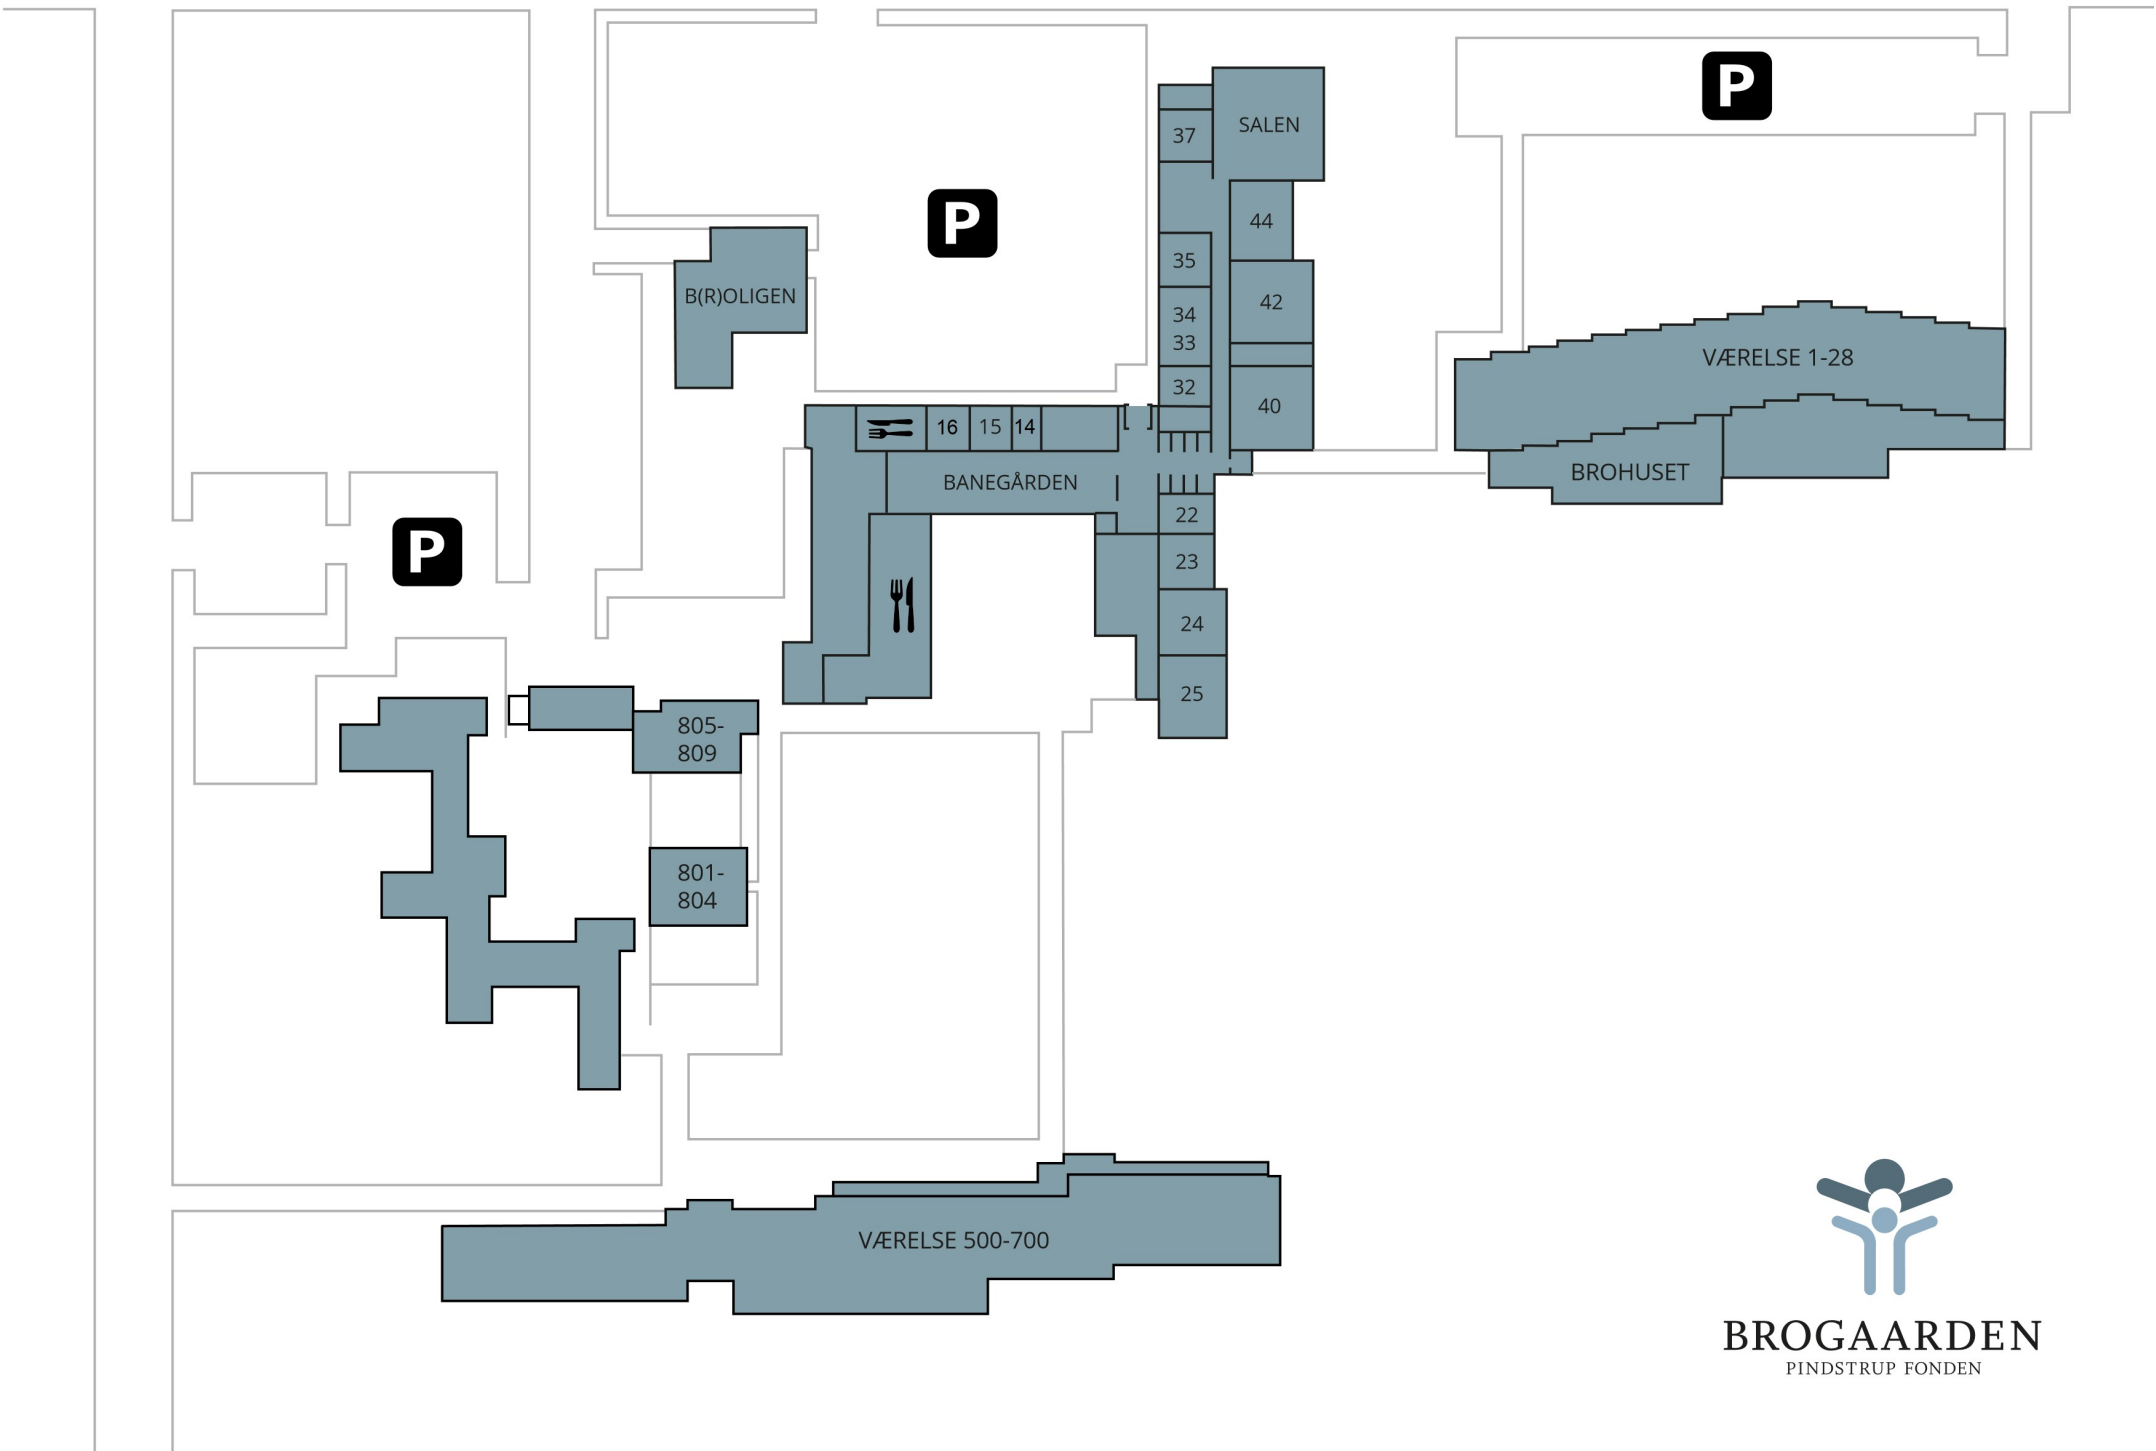 P
37
SALEN
P
44
35
B(R)OLIGEN
34
33
42
32
40
VÆRELSE 1-28
16
15
14
BANEGÅRDEN
BROHUSET
22
P
23
24
25
805-
809
801-
804
VÆRELSE 500-700
BROGAARDEN
PINDSTRUP FONDEN
P